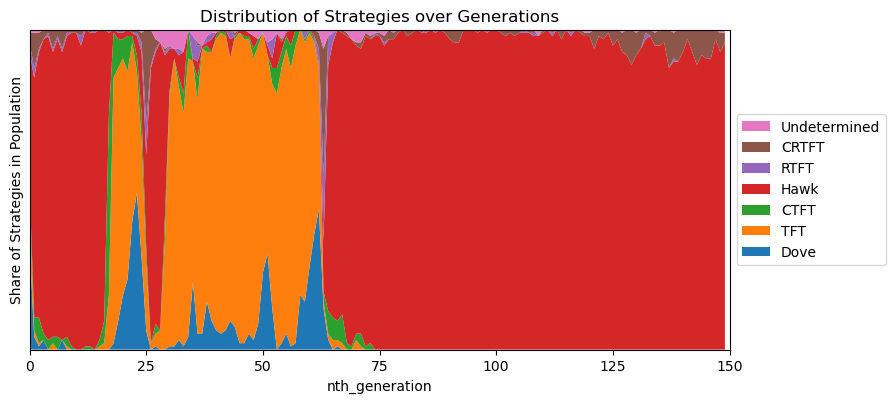 Distribution of Strategies over Generations
Share of Strategies in Population
Undetermined
CRTFT
RTFT
Hawk
CTFT
TFT
Dove
0 25 50 75 100 125 150
nth_generation